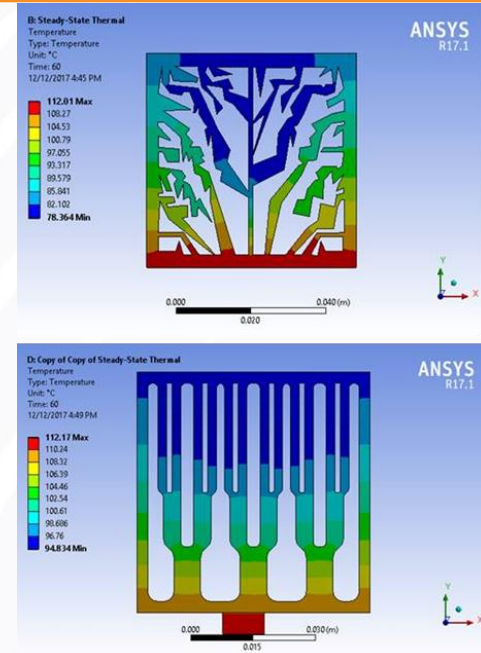 B: Steady-State Thermal
Temperature
Type: Temperature
Unit: °C
Time: 60
12/12/2017 4:45 PM
ANSYS
R17.1
112.01 Max
108.27
104.53
100.79
97.055
93.317
89.579
85.841
82.102
78.364 Min
0.000
0.040 (m)
0.020
Y
X
D: Copy of Copy of Steady-State Thermal
Temperature
Type: Temperature
Unit: °C
Time: 60
12/12/2017 4:49 PM
ANSYS
R17.1
112.17 Max
110.24
108.32
106.39
104.46
102.54
100.61
98.686
96.76
94.834 Min
0.000
0.030 (m)
0.015
Y
X